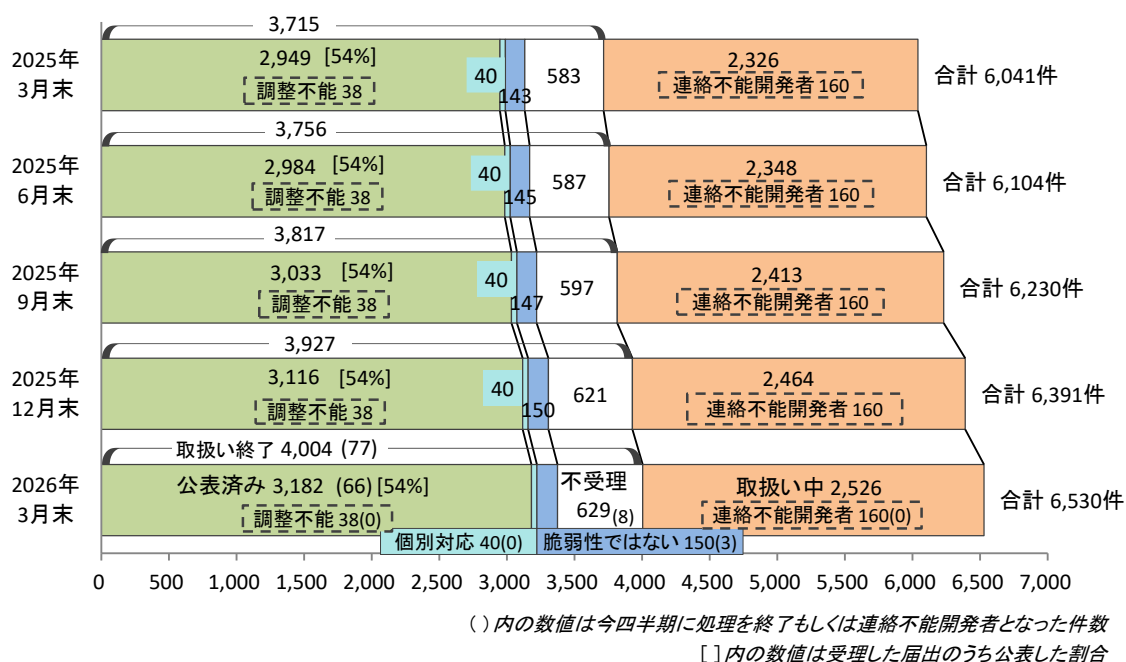 3,715
2025年
3月末
2,949 [54%]
調整不能 38
40
143
583
2,326
連絡不能開発者 160
合計 6,041件
3,756
2025年
6月末
2,984 [54%]
調整不能 38
40
145
587
2,348
連絡不能開発者 160
合計 6,104件
3,817
2025年
9月末
3,033 [54%]
調整不能 38
40
147
597
2,413
連絡不能開発者 160
合計 6,230件
3,927
2025年
12月末
3,116 [54%]
調整不能 38
40
150
621
2,464
連絡不能開発者 160
合計 6,391件
取扱い終了 4,004 (77)
2026年
3月末
公表済み 3,182 (66) [54%]
調整不能 38(0)
個別対応 40(0)
脆弱性ではない 150(3)
不受理
629(8)
取扱い中 2,526
連絡不能開発者 160(0)
合計 6,530件
0 500 1,000 1,500 2,000 2,500 3,000 3,500 4,000 4,500 5,000 5,500 6,000 6,500 7,000
( ) 内の数値は今四半期に処理を終了もしくは連絡不能開発者となった件数
[ ] 内の数値は受理した届出のうち公表した割合